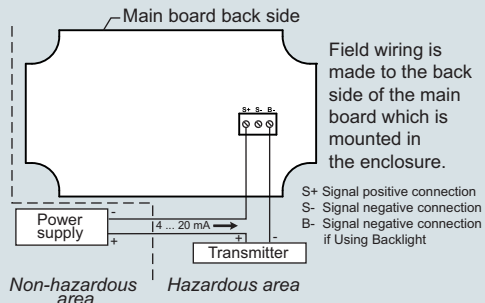 Main board back side
Field wiring is
made to the back
side of the main
board which is
mounted in
the enclosure.
S+ S- B-
S+ Signal positive connection
S- Signal negative connection
B- Signal negative connection
if Using Backlight
Power
supply
-
+
4 ... 20 mA
+
-
Transmitter
Non-hazardous
area
Hazardous area